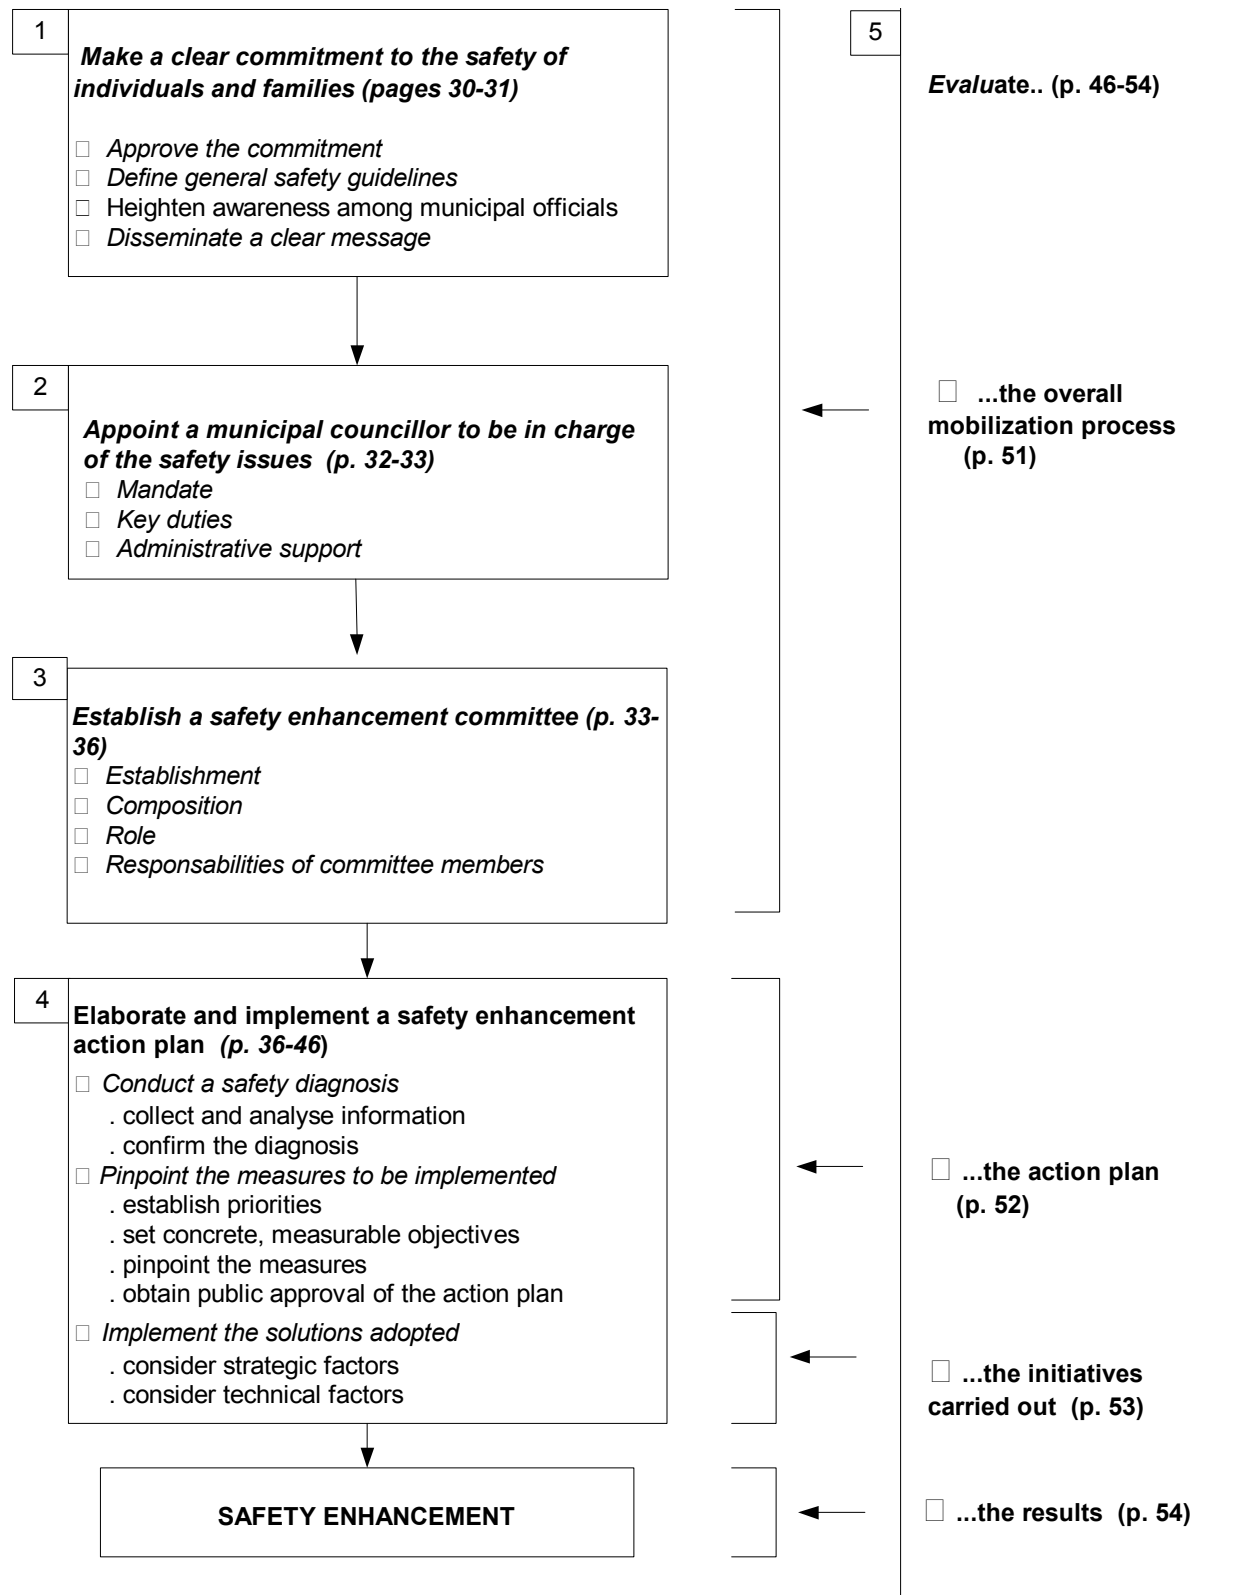 1
Make a clear commitment to the safety of
individuals and families (pages 30-31)
□ Approve the commitment
□ Define general safety guidelines
□ Heighten awareness among municipal officials
□ Disseminate a clear message
2
Appoint a municipal councillor to be in charge
of the safety issues (p. 32-33)
□ Mandate
□ Key duties
□ Administrative support
3
Establish a safety enhancement committee (p. 33-
36)
□ Establishment
□ Composition
□ Role
□ Responsabilities of committee members
4
Elaborate and implement a safety enhancement
action plan (p. 36-46)
□ Conduct a safety diagnosis
. collect and analyse information
. confirm the diagnosis
□ Pinpoint the measures to be implemented
. establish priorities
. set concrete, measurable objectives
. pinpoint the measures
. obtain public approval of the action plan
□ Implement the solutions adopted
. consider strategic factors
. consider technical factors
SAFETY ENHANCEMENT
5
Evaluate.. (p. 46-54)
□ ...the overall
mobilization process
(p. 51)
□ ...the action plan
(p. 52)
□ ...the initiatives
carried out (p. 53)
□ ...the results (p. 54)